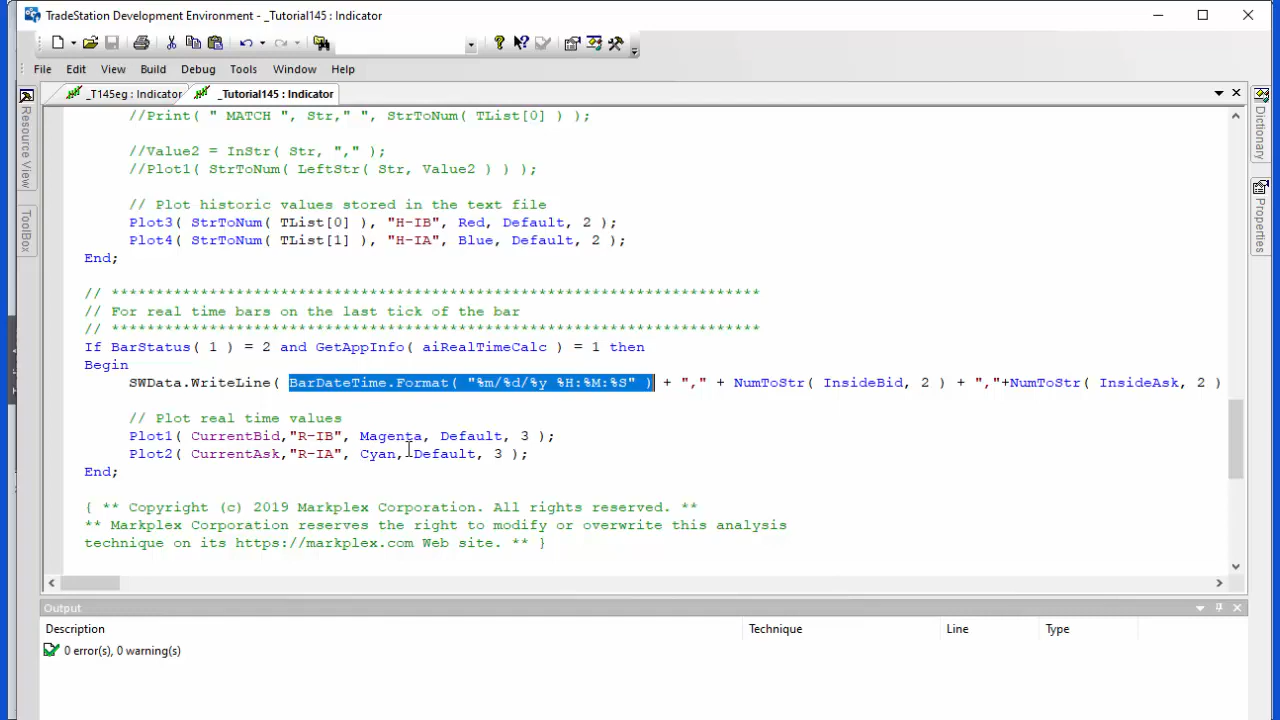 TradeStation Development Environment - _Tutorial145 : Indicator
File Edit View Build Debug Tools Window Help
_T145eg : Indicator _Tutorial145 : Indicator
Resource View
ToolBox
Dictionary
Properties
//Print( " MATCH ", Str," ", StrToNum( TList[0] ) );
//Value2 = InStr( Str, "," );
//Plot1( StrToNum( LeftStr( Str, Value2 ) ) );
// Plot historic values stored in the text file
Plot3( StrToNum( TList[0] ), "H-IB", Red, Default, 2 );
Plot4( StrToNum( TList[1] ), "H-IA", Blue, Default, 2 );
End;
// *************************************************************************
// For real time bars on the last tick of the bar
// *************************************************************************
If BarStatus( 1 ) = 2 and GetAppInfo( aiRealTimeCalc ) = 1 then
Begin
SWData.WriteLine( BarDateTime.Format( "%m/%d/%y %H:%M:%S" ) + "," + NumToStr( InsideBid, 2 ) + ","+NumToStr( InsideAsk, 2 )
// Plot real time values
Plot1( CurrentBid,"R-IB", Magenta, Default, 3 );
Plot2( CurrentAsk,"R-IA", Cyan, Default, 3 );
End;
{ ** Copyright (c) 2019 Markplex Corporation. All rights reserved. **
** Markplex Corporation reserves the right to modify or overwrite this analysis
technique on its https://markplex.com Web site. ** }
Output
Description Technique Line Type
0 error(s), 0 warning(s)